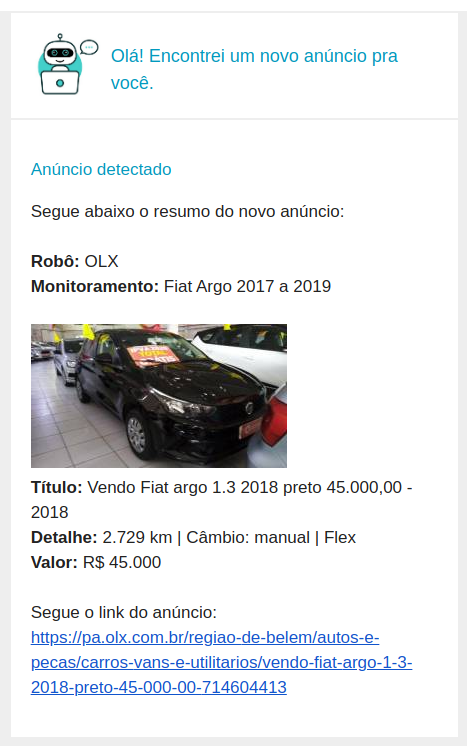 Olá! Encontrei um novo anúncio pra
você.
Anúncio detectado
Segue abaixo o resumo do novo anúncio:
Robô: OLX
Monitoramento: Fiat Argo 2017 a 2019
TOTAL
Título: Vendo Fiat argo 1.3 2018 preto 45.000,00 -
2018
Detalhe: 2.729 km | Câmbio: manual | Flex
Valor: R$ 45.000
Segue o link do anúncio:
https://pa.olx.com.br/regiao-de-belem/autos-e-
pecas/carros-vans-e-utilitarios/vendo-fiat-argo-1-3-
2018-preto-45-000-00-714604413